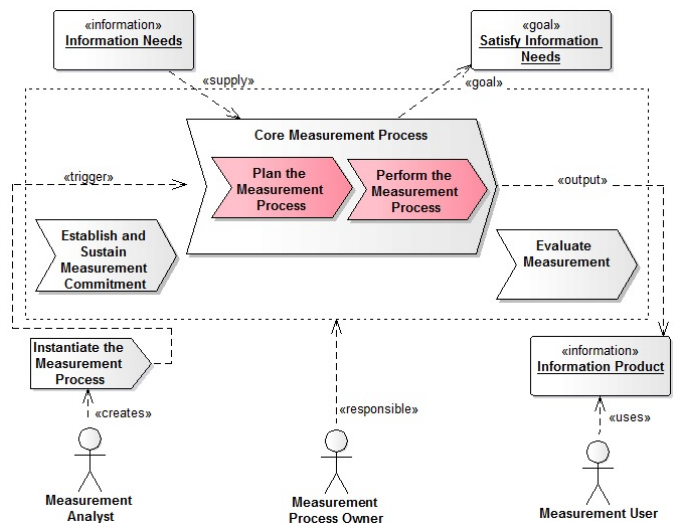 «information»
Information Needs
«goal»
Satisfy Information
Needs
«supply»
«goal»
Core Measurement Process
Plan the
Measurement
Process
Perform the
Measurement
Process
«trigger»
«output»
Establish and
Sustain
Measurement
Commitment
Evaluate
Measurement
Instantiate the
Measurement
Process
«information»
Information Product
«creates»
«responsible»
«uses»
Measurement
Analyst
Measurement
Process Owner
Measurement User